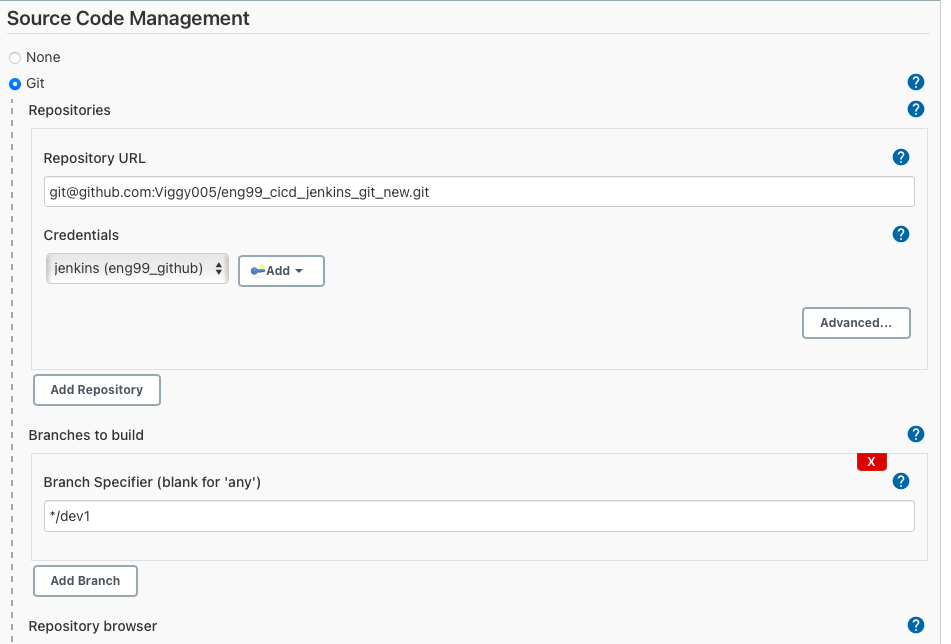 Source Code Management
None
Git
?
Repositories
?
Repository URL
?
git@github.com:Viggy005/eng99_cicd_jenkins_git_new.git
Credentials
?
jenkins (eng99_github)
Add
Advanced...
Add Repository
Branches to build
?
X
Branch Specifier (blank for 'any')
?
*/dev1
Add Branch
Repository browser
?